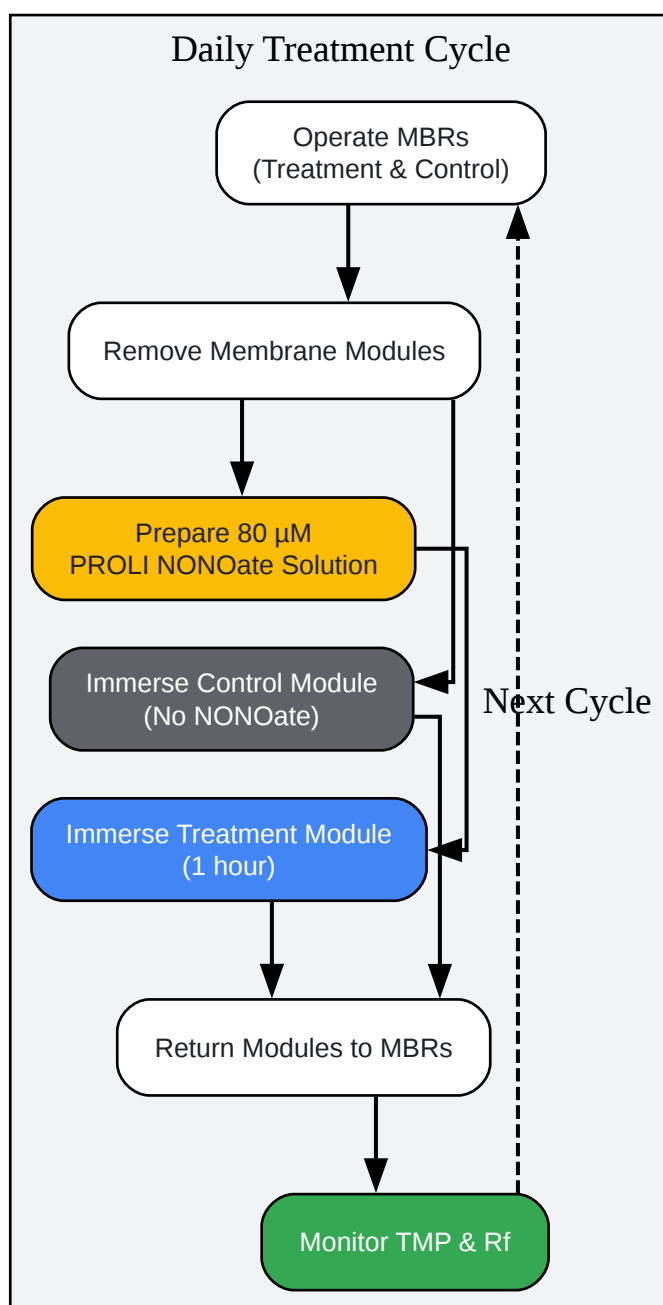 Daily Treatment Cycle
Operate MBRs
(Treatment & Control)
Remove Membrane Modules
Prepare 80 µM
PROLI NONOate Solution
Immerse Control Module
(No NONOate)
Next Cycle
Immerse Treatment Module
(1 hour)
Return Modules to MBRs
Monitor TMP & Rf